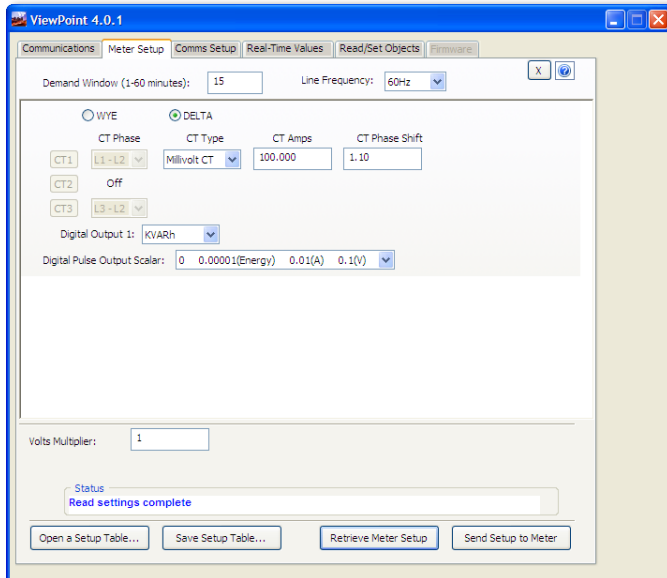 ViewPoint 4.0.1
Communications Meter Setup Comms Setup Real-Time Values Read/Set Objects Firmware
X ?
Demand Window (1-60 minutes): 15 Line Frequency: 60Hz
WYE DELTA
CT Phase CT Type CT Amps CT Phase Shift
CT1 L1-L2 Millivolt CT 100.000 1.10
CT2 Off
CT3 L3-L2
Digital Output 1: KVARh
Digital Pulse Output Scalar: 0 0.00001(Energy) 0.01(A) 0.1(V)
Volts Multiplier: 1
Status
Read settings complete
Open a Setup Table... Save Setup Table... Retrieve Meter Setup Send Setup to Meter